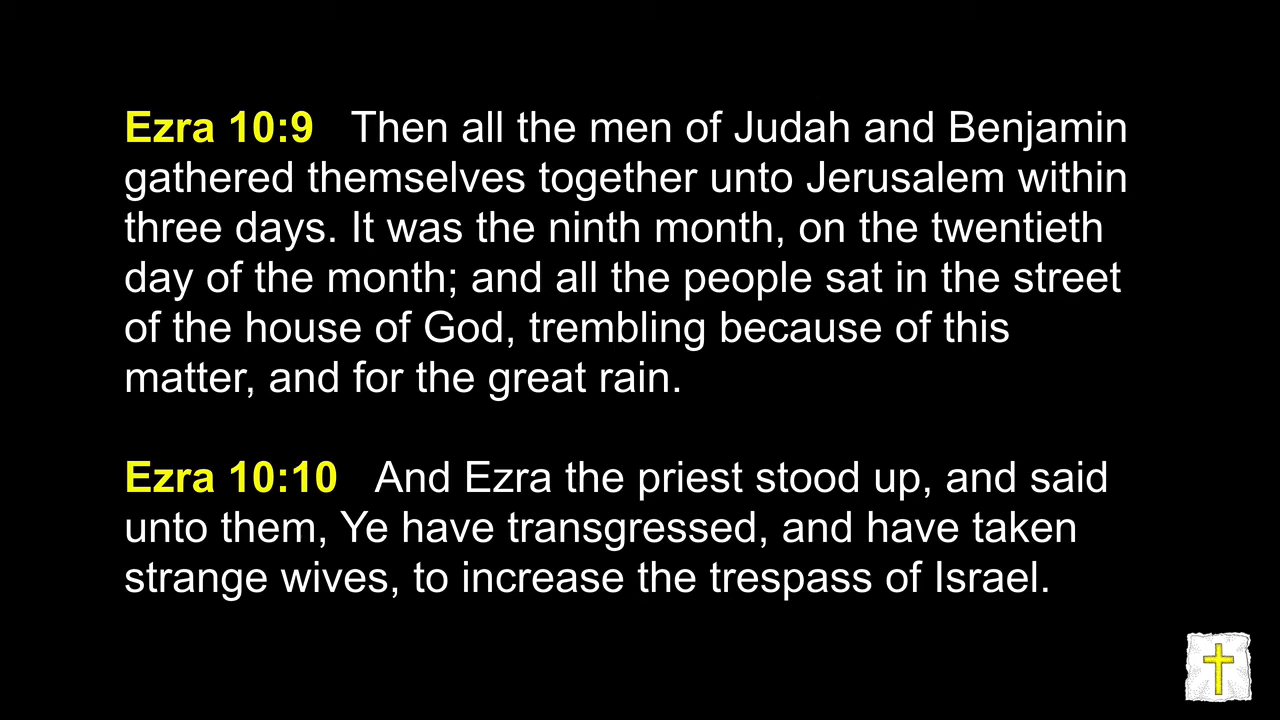 Ezra 10:9 Then all the men of Judah and Benjamin
gathered themselves together unto Jerusalem within
three days. It was the ninth month, on the twentieth
day of the month; and all the people sat in the street
of the house of God, trembling because of this
matter, and for the great rain.
Ezra 10:10 And Ezra the priest stood up, and said
unto them, Ye have transgressed, and have taken
strange wives, to increase the trespass of Israel.